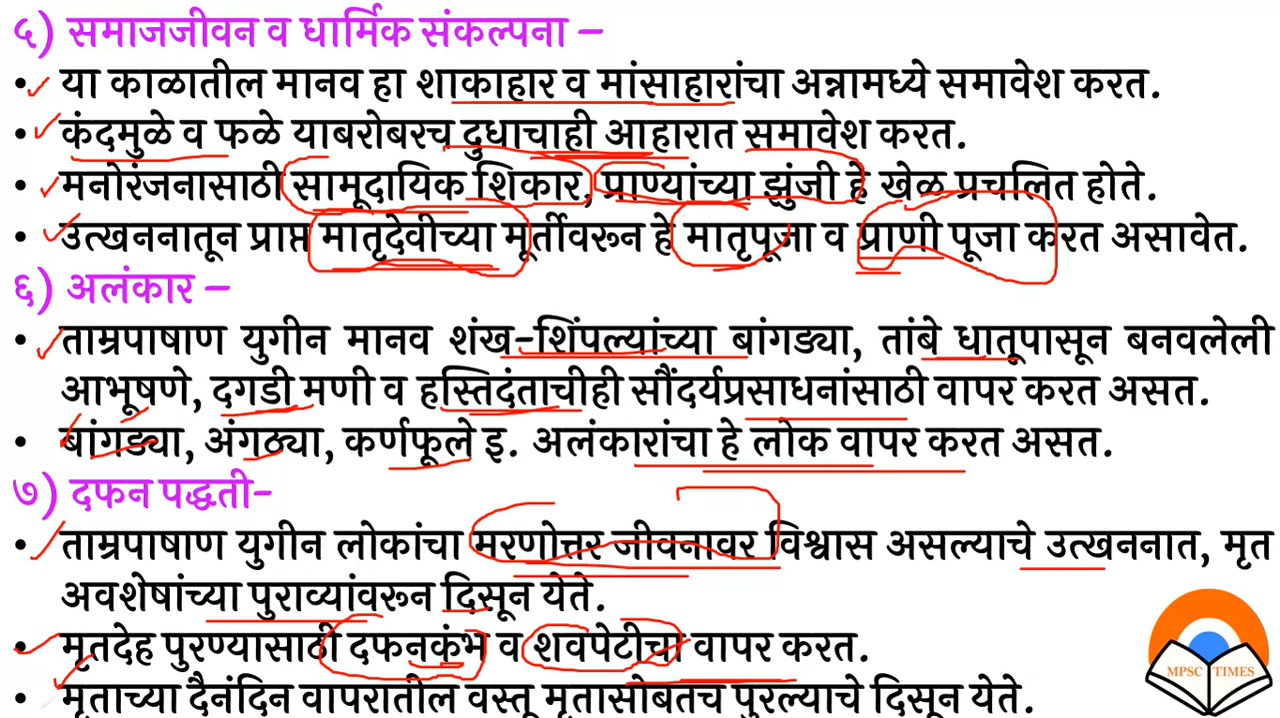 ५) समाजजीवन व धार्मिक संकल्पना –
• या काळातील मानव हा शाकाहार व मांसाहारांचा अन्नामध्ये समावेश करत.
• कंदमुळे व फळे याबरोबरच दुधाचाही आहारात समावेश करत.
• मनोरंजनासाठी सामूदायिक शिकार, प्राण्यांच्या झुंजी हे खेळ प्रचलित होते.
• उत्खननातून प्राप्त मातृदेवीच्या मूर्तीवरून हे मातृपूजा व प्राणी पूजा करत असावेत.
६) अलंकार –
• ताम्रपाषाण युगीन मानव शंख-शिंपल्यांच्या बांगड्या, तांबे धातूपासून बनवलेली
आभूषणे, दगडी मणी व हस्तिदंताचीही सौंदर्यप्रसाधनांसाठी वापर करत असत.
• बांगड्या, अंगठ्या, कर्णफूले इ. अलंकारांचा हे लोक वापर करत असत.
७) दफन पद्धती-
• ताम्रपाषाण युगीन लोकांचा मरणोत्तर जीवनावर विश्वास असल्याचे उत्खननात, मृत
अवशेषांच्या पुराव्यांवरून दिसून येते.
• मृतदेह पुरण्यासाठी दफनकुंभ व शवपेटीचा वापर करत.
• मृताच्या दैनंदिन वापरातील वस्तू मृतासोबतच पुरल्याचे दिसून येते.
MPSC TIMES